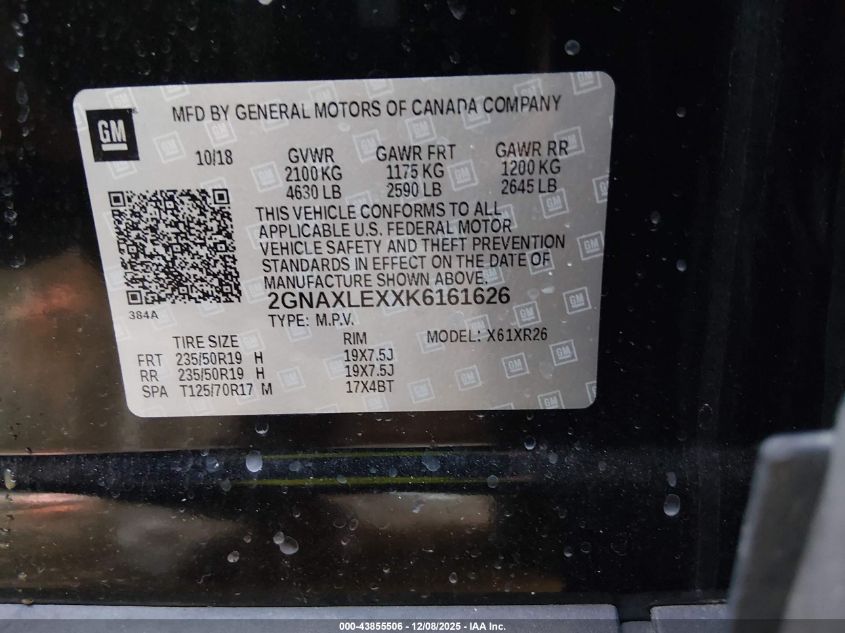 GM
MFD BY GENERAL MOTORS OF CANADA COMPANY
10/18 GVWR GAWR FRT GAWR RR
2100 KG 1175 KG 1200 KG
4630 LB 2590 LB 2645 LB
THIS VEHICLE CONFORMS TO ALL
APPLICABLE U.S. FEDERAL MOTOR
VEHICLE SAFETY AND THEFT PREVENTION
STANDARDS IN EFFECT ON THE DATE OF
MANUFACTURE SHOWN ABOVE.
2GNAXLEXXK6161626
384A
TYPE: M.P.V.
TIRE SIZE RIM MODEL: X61XR26
FRT 235/50R19 H 19X7.5J
RR 235/50R19 H 19X7.5J
SPA T125/70R17 M 17X4BT
000-43855506 - 12/08/2025 - IAA Inc.